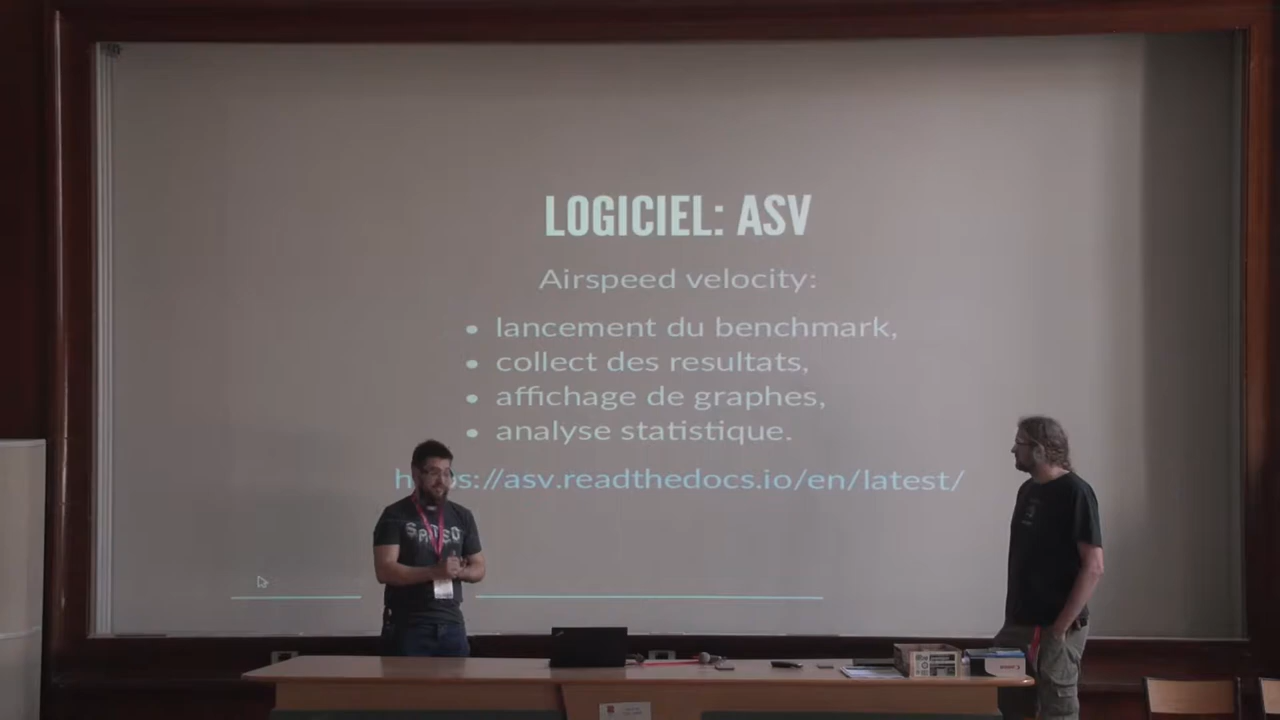 LOGICIEL: ASV
Airspeed velocity:
• lancement du benchmark,
• collect des resultats,
• affichage de graphes,
• analyse statistique.
https://asv.readthedocs.io/en/latest/